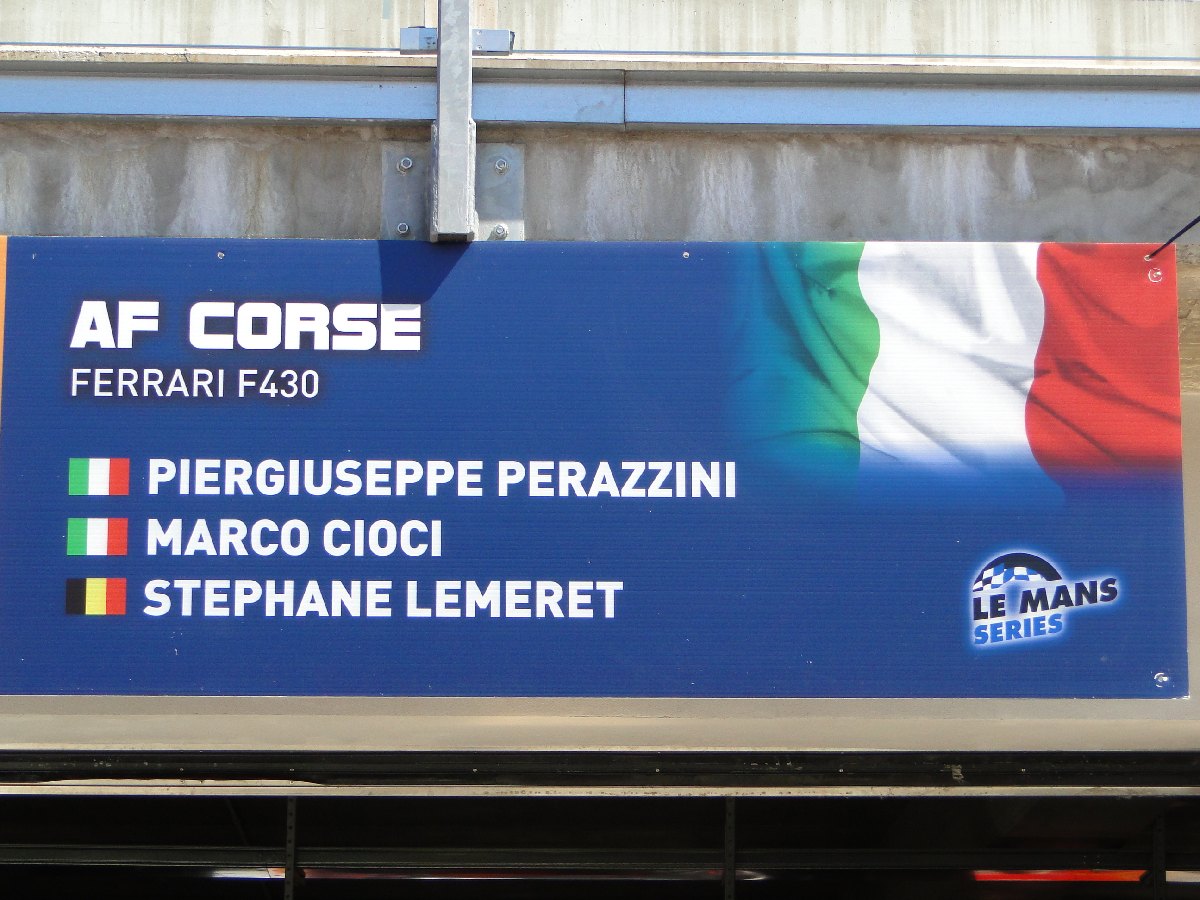 AF CORSE
FERRARI F430
PIERGIUSEPPE PERAZZINI
MARCO CIOCI
STEPHANE LEMERET
LE MANS
SERIES